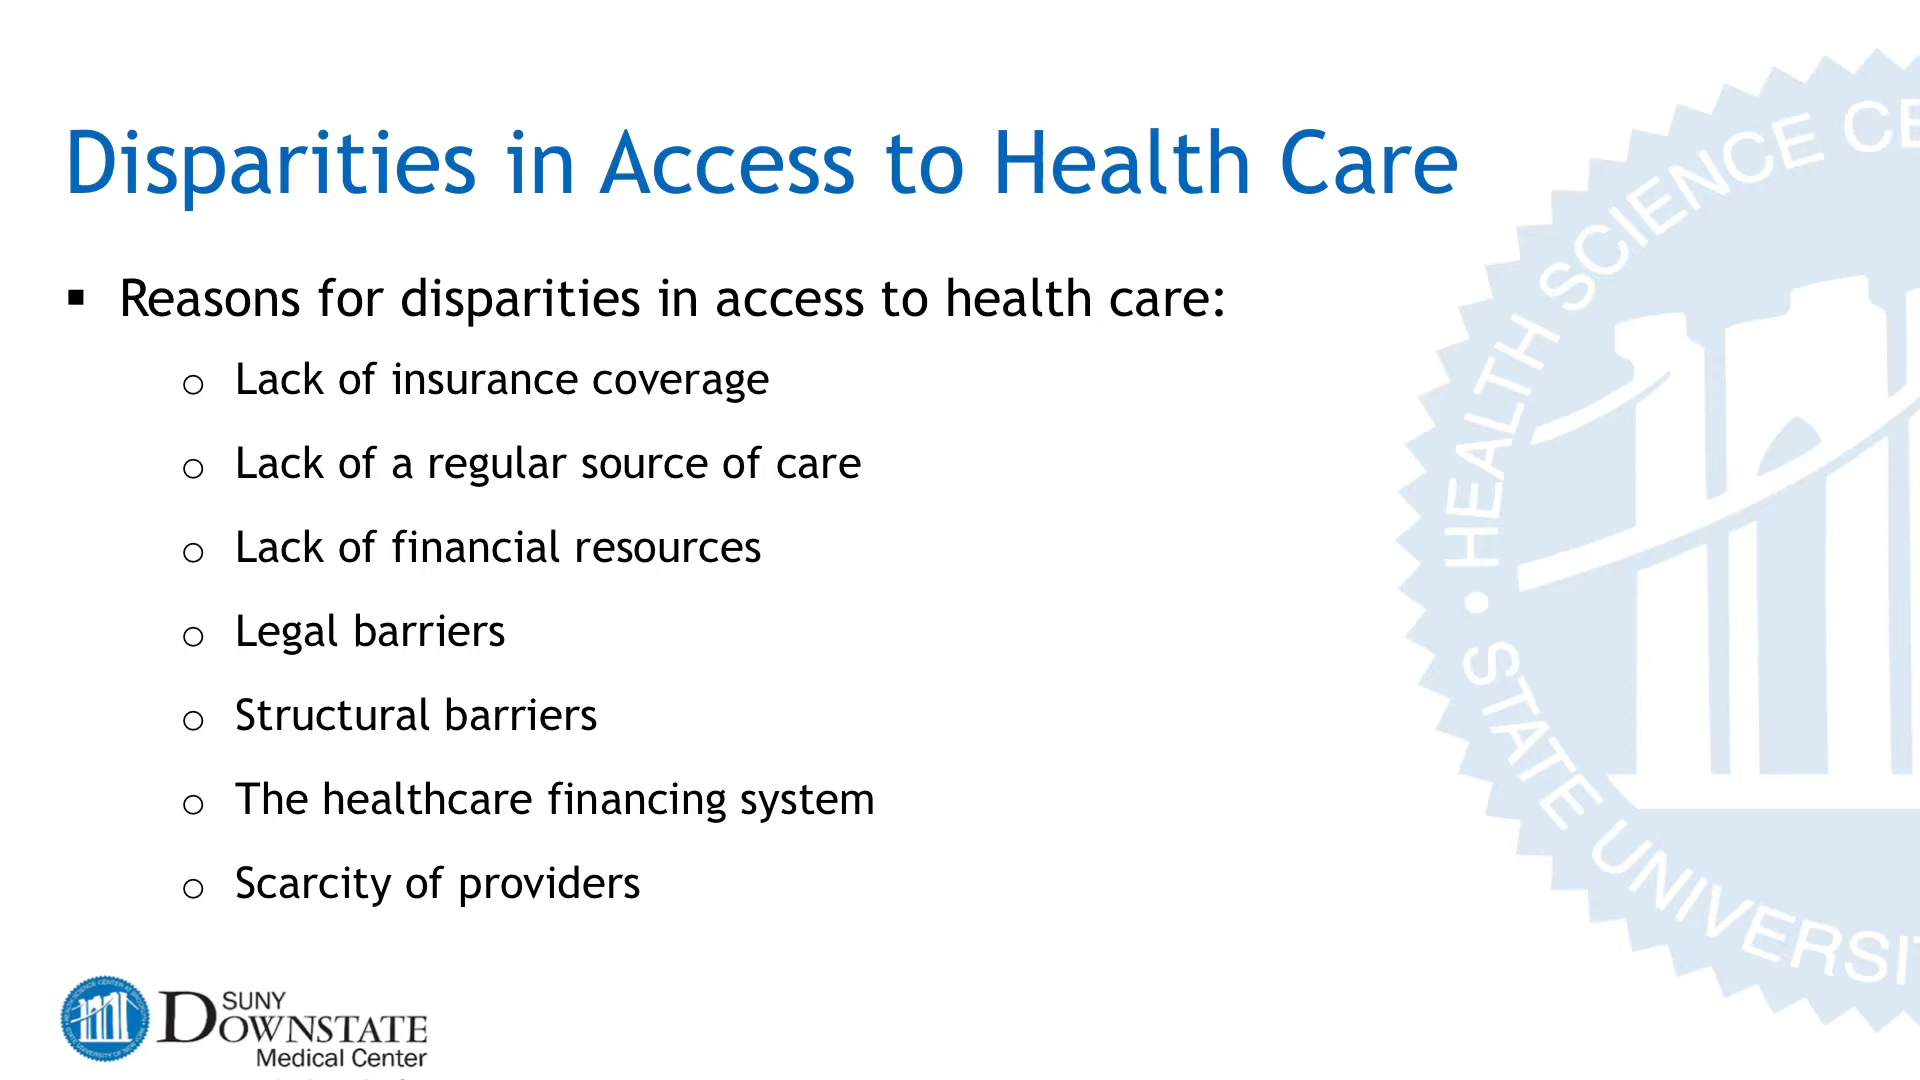 Disparities in Access to Health Care
▪ Reasons for disparities in access to health care:
o Lack of insurance coverage
o Lack of a regular source of care
o Lack of financial resources
o Legal barriers
o Structural barriers
o The healthcare financing system
o Scarcity of providers
HEALTH SCIENCE
• STATE
SUNY
DOWNSTATE
Medical Center